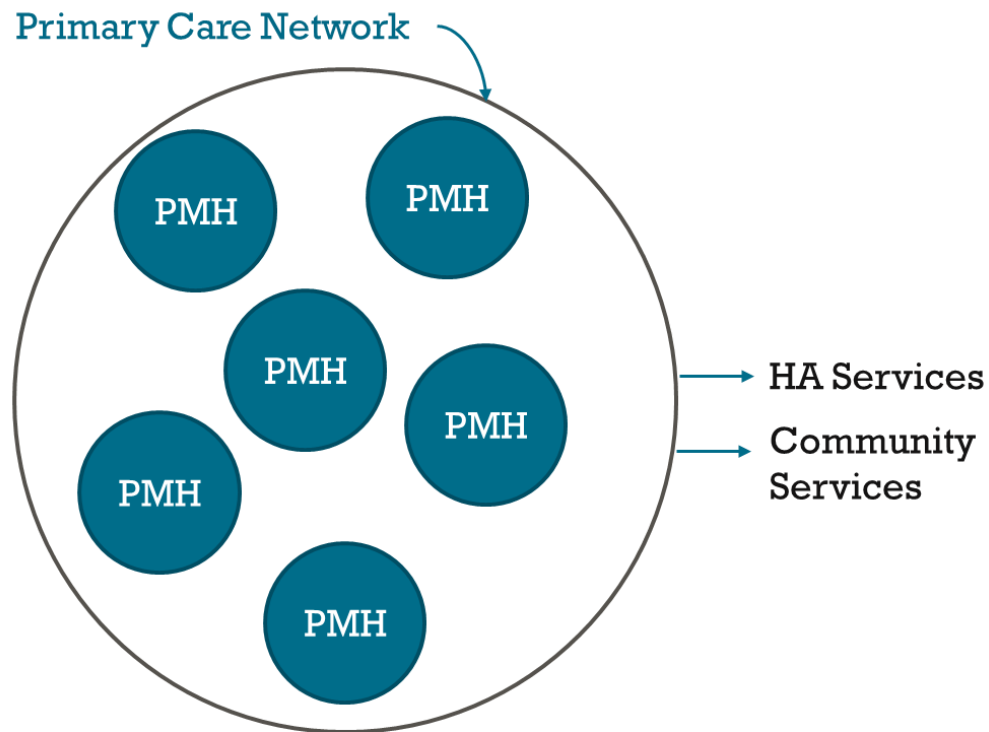 Primary Care Network
PMH
PMH
PMH
PMH
PMH
PMH
HA Services
Community
Services